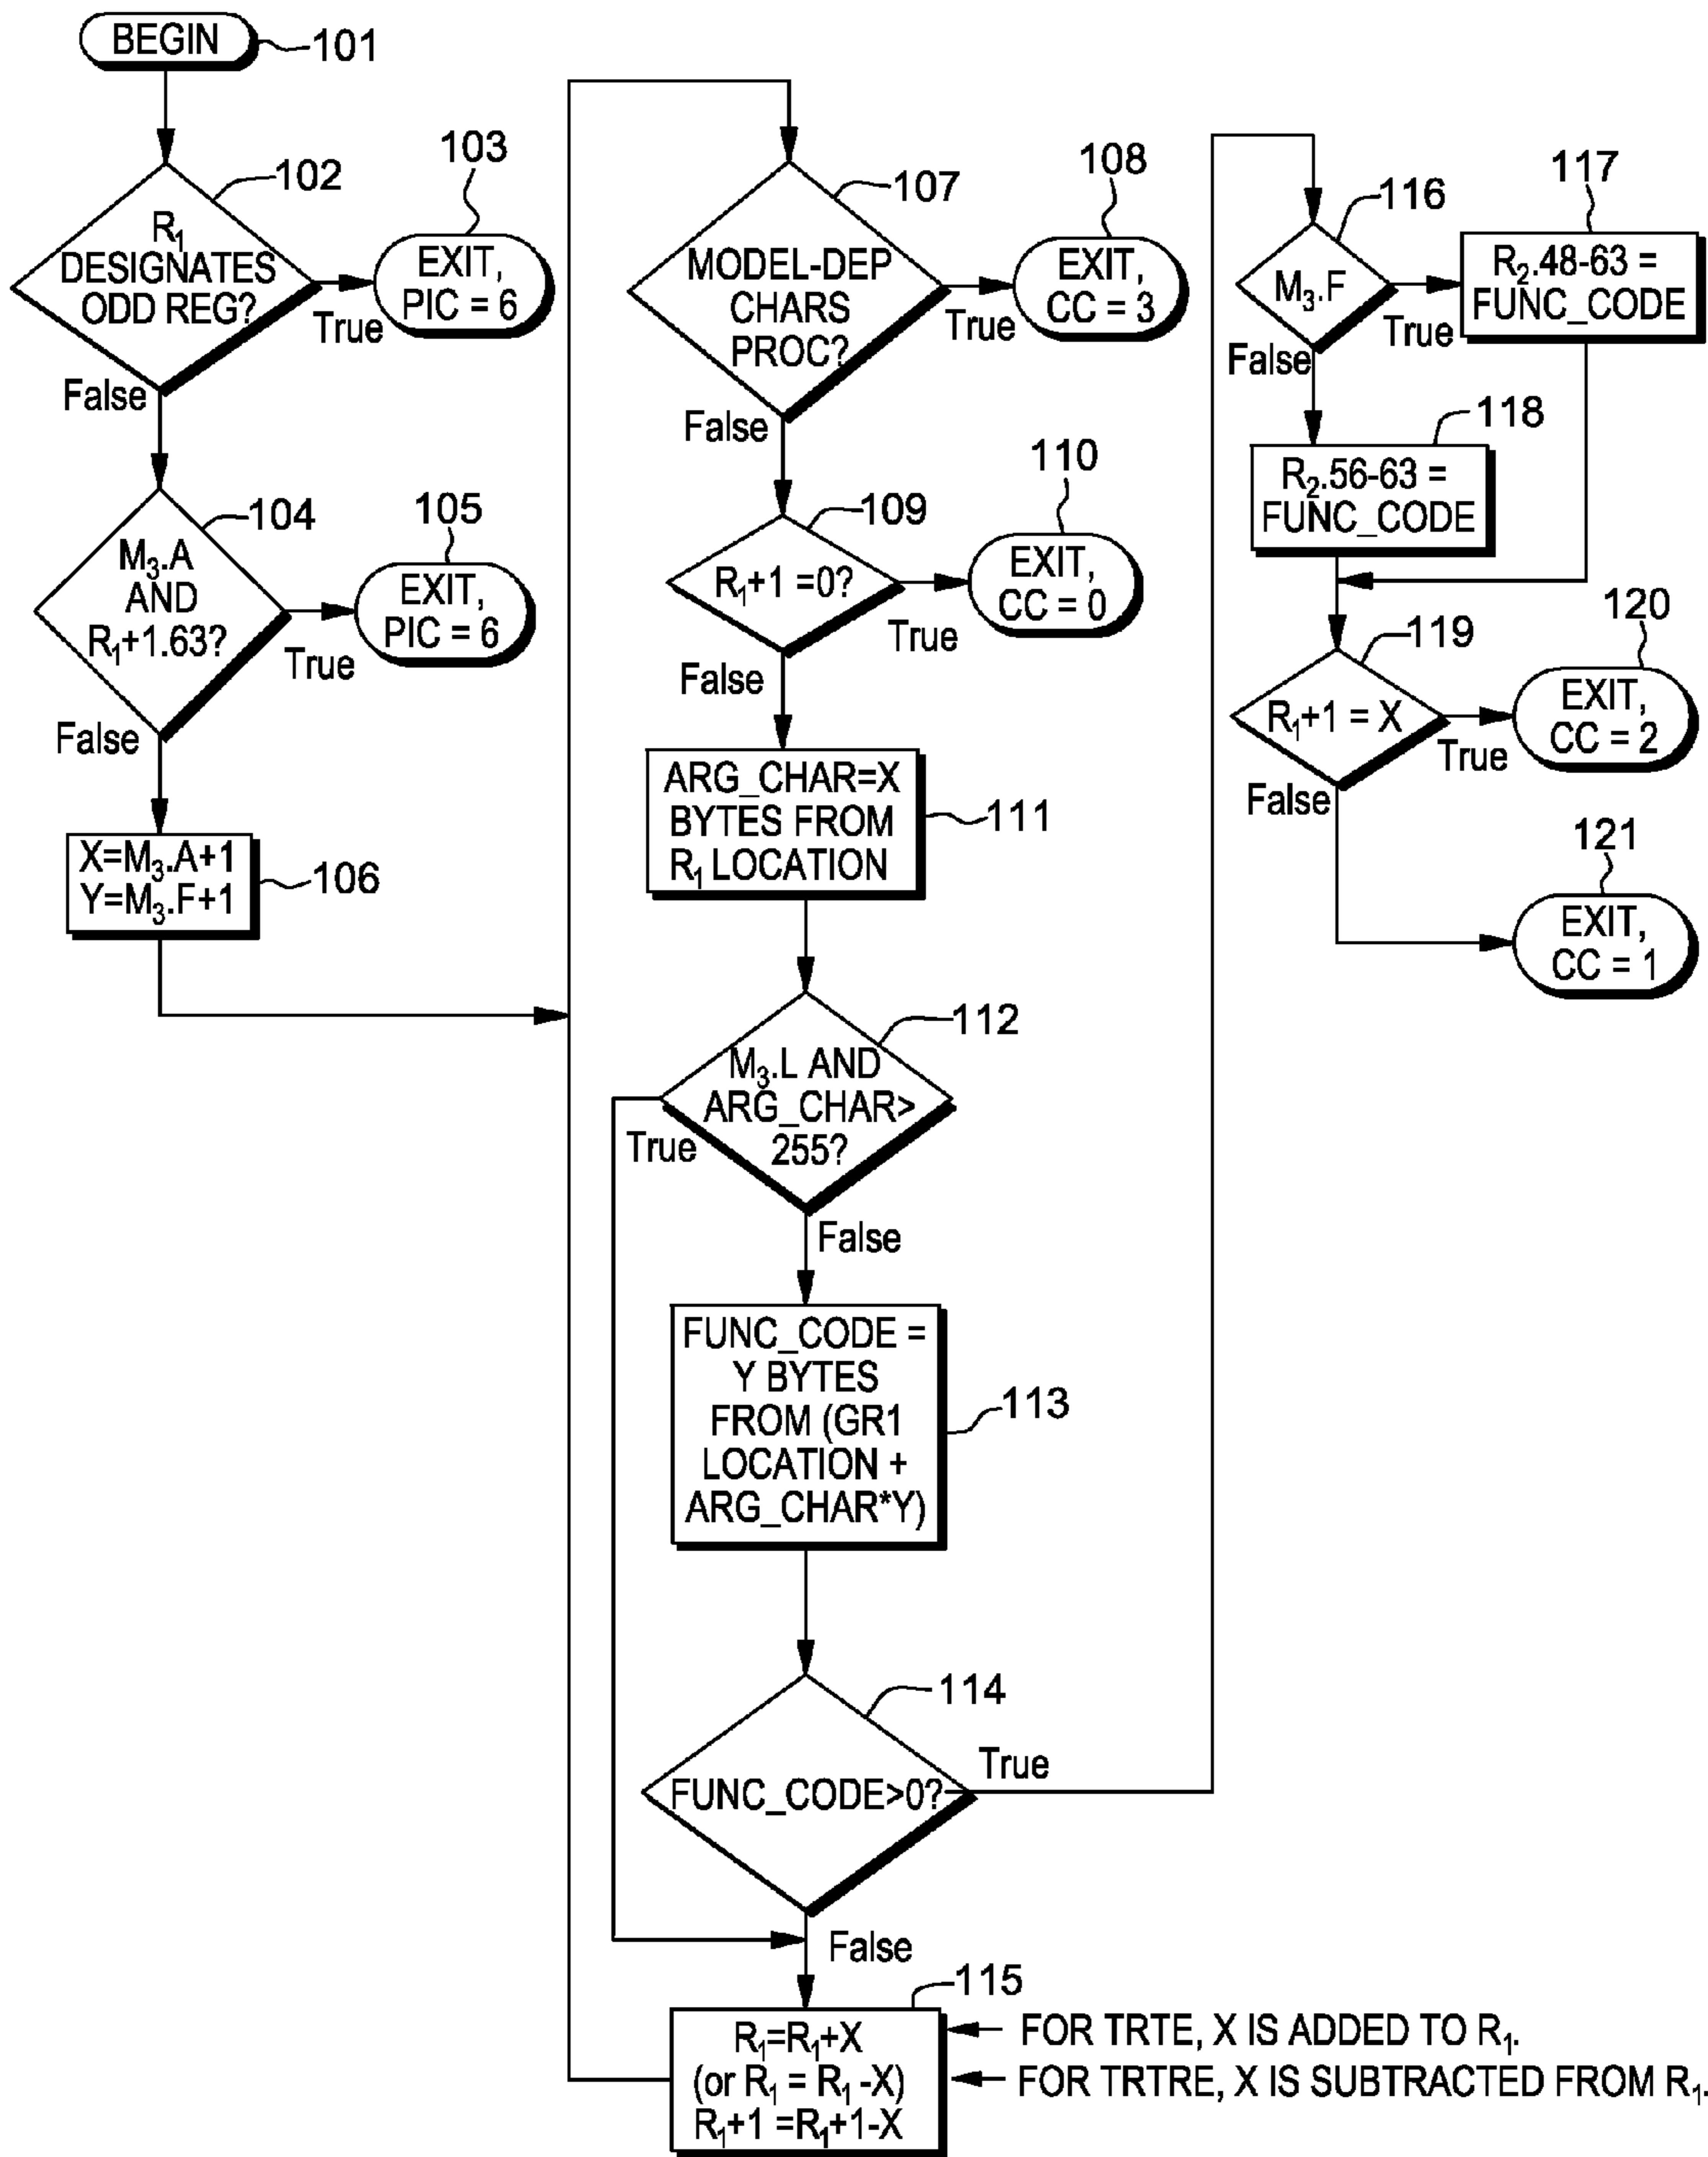 BEGIN
101
102
R₁
DESIGNATES
ODD REG?
True
False
103
EXIT,
PIC = 6
104
M₃.A
AND
R₁+1.63?
True
False
105
EXIT,
PIC = 6
X=M₃.A+1
Y=M₃.F+1
106
107
MODEL-DEP
CHARS
PROC?
True
False
108
EXIT,
CC = 3
109
R₁+1 =0?
True
False
110
EXIT,
CC = 0
ARG_CHAR=X
BYTES FROM
R₁ LOCATION
111
112
M₃.L AND
ARG_CHAR>
255?
True
False
FUNC_CODE =
Y BYTES
FROM (GR1
LOCATION +
ARG_CHAR*Y)
113
114
FUNC_CODE>0?
True
False
115
R₁=R₁+X
(or R₁ = R₁ -X)
R₁+1 =R₁+1-X
FOR TRTE, X IS ADDED TO R₁.
FOR TRTRE, X IS SUBTRACTED FROM R₁.
116
M₃.F
True
False
117
R₂.48-63 =
FUNC_CODE
118
R₂.56-63 =
FUNC_CODE
119
R₁+1 = X
True
False
120
EXIT,
CC = 2
121
EXIT,
CC = 1